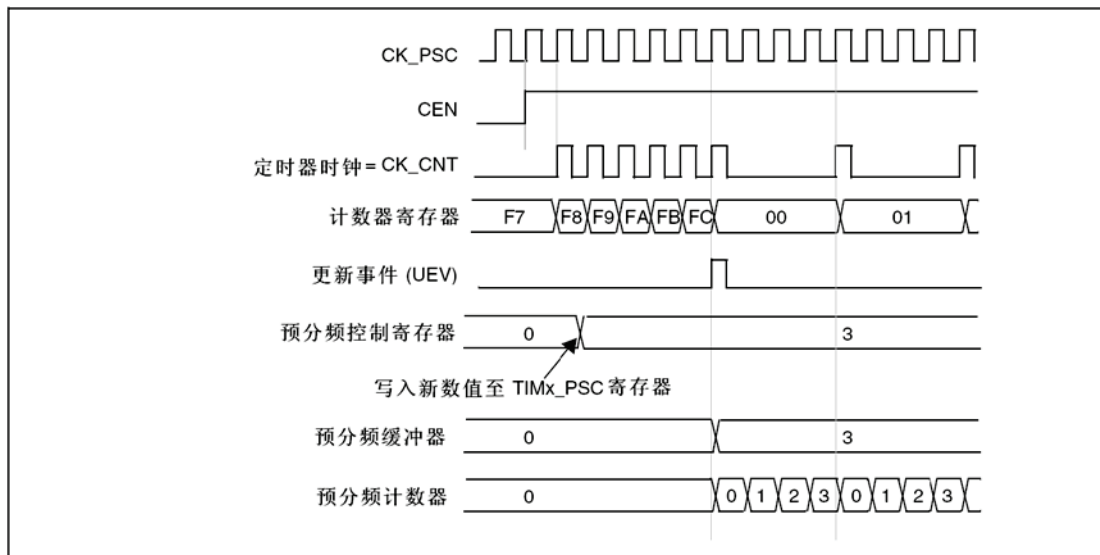 CK_PSC
CEN
定时器时钟 = CK_CNT
计数器寄存器 F7 F8 F9 FA FB FC 00 01
更新事件 (UEV)
预分频控制寄存器 0 3
写入新数值至 TIMx_PSC 寄存器
预分频缓冲器 0 3
预分频计数器 0 0 1 2 3 0 1 2 3